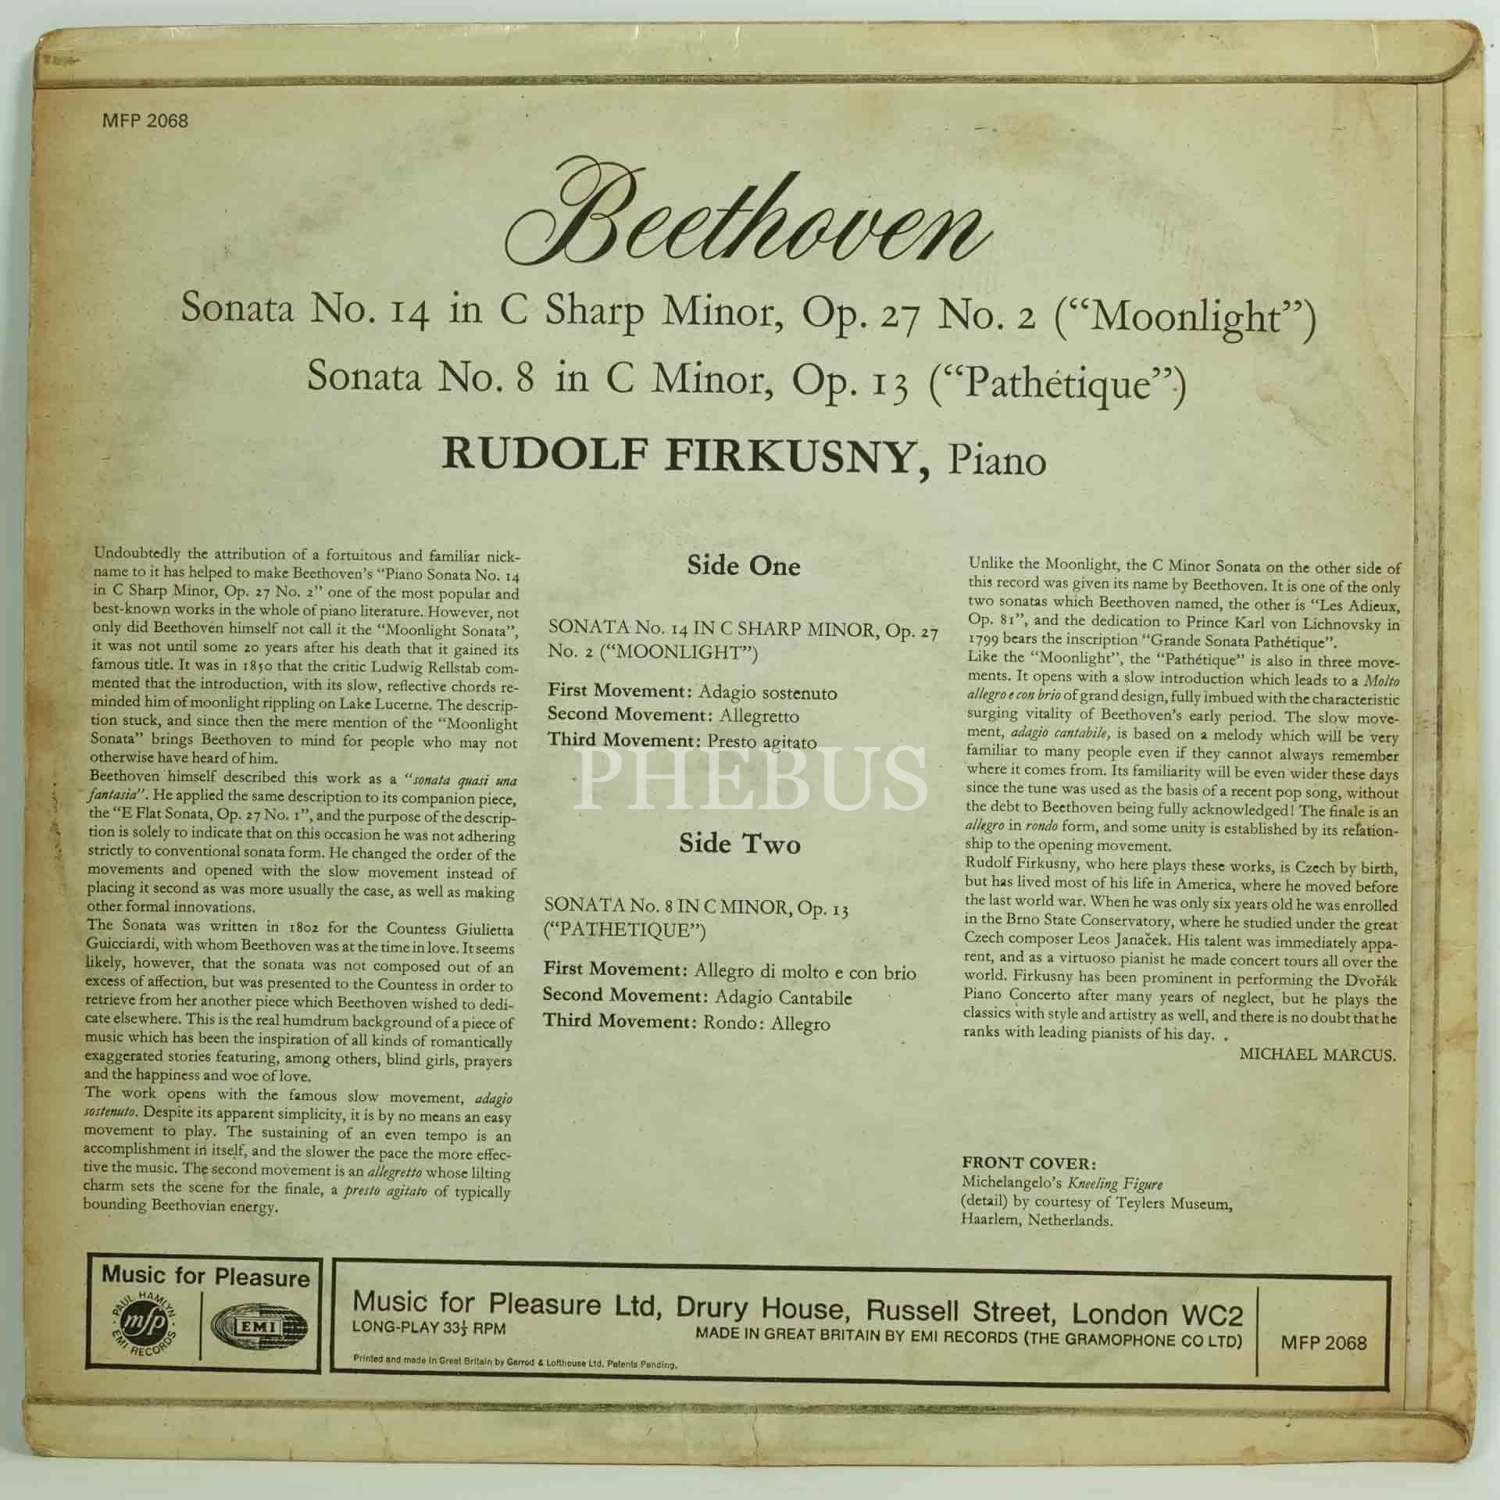 MFP 2068
Beethoven
Sonata No. 14 in C Sharp Minor, Op. 27 No. 2 (“Moonlight”)
Sonata No. 8 in C Minor, Op. 13 (“Pathétique”)
RUDOLF FIRKUSNY, Piano
Undoubtedly the attribution of a fortuitous and familiar nick-
name to it has helped to make Beethoven's “Piano Sonata No. 14
in C Sharp Minor, Op. 27 No. 2” one of the most popular and
best-known works in the whole of piano literature. However, not
only did Beethoven himself not call it the “Moonlight Sonata”,
it was not until some 20 years after his death that it gained its
famous title. It was in 1850 that the critic Ludwig Rellstab com-
mented that the introduction, with its slow, reflective chords re-
minded him of moonlight rippling on Lake Lucerne. The descrip-
tion stuck, and since then the mere mention of the “Moonlight
Sonata” brings Beethoven to mind for people who may not
otherwise have heard of him.
Beethoven himself described this work as a “sonata quasi una
fantasia”. He applied the same description to its companion piece,
the “E Flat Sonata, Op. 27 No. 1”, and the purpose of the descrip-
tion is solely to indicate that on this occasion he was not adhering
strictly to conventional sonata form. He changed the order of the
movements and opened with the slow movement instead of
placing it second as was more usually the case, as well as making
other formal innovations.
The Sonata was written in 1802 for the Countess Giulietta
Guicciardi, with whom Beethoven was at the time in love. It seems
likely, however, that the sonata was not composed out of an
excess of affection, but was presented to the Countess in order to
retrieve from her another piece which Beethoven wished to dedi-
cate elsewhere. This is the real humdrum background of a piece of
music which has been the inspiration of all kinds of romantically
exaggerated stories featuring, among others, blind girls, prayers
and the happiness and woe of love.
The work opens with the famous slow movement, adagio
sostenuto. Despite its apparent simplicity, it is by no means an easy
movement to play. The sustaining of an even tempo is an
accomplishment in itself, and the slower the pace the more effec-
tive the music. The second movement is an allegretto whose lilting
charm sets the scene for the finale, a presto agitato of typically
bounding Beethovian energy.
Side One
SONATA No. 14 IN C SHARP MINOR, Op. 27
No. 2 (“MOONLIGHT”)
First Movement: Adagio sostenuto
Second Movement: Allegretto
Third Movement: Presto agitato
PHEBUS
Side Two
SONATA No. 8 IN C MINOR, Op. 13
(“PATHETIQUE”)
First Movement: Allegro di molto e con brio
Second Movement: Adagio Cantabile
Third Movement: Rondo: Allegro
Unlike the Moonlight, the C Minor Sonata on the other side of
this record was given its name by Beethoven. It is one of the only
two sonatas which Beethoven named, the other is “Les Adieux,
Op. 81”, and the dedication to Prince Karl von Lichnovsky in
1799 bears the inscription “Grande Sonata Pathétique”.
Like the “Moonlight”, the “Pathétique” is also in three move-
ments. It opens with a slow introduction which leads to a Molto
allegro e con brio of grand design, fully imbued with the characteristic
surging vitality of Beethoven's early period. The slow move-
ment, adagio cantabile, is based on a melody which will be very
familiar to many people even if they cannot always remember
where it comes from. Its familiarity will be even wider these days
since the tune was used as the basis of a recent pop song, without
the debt to Beethoven being fully acknowledged! The finale is an
allegro in rondo form, and some unity is established by its relation-
ship to the opening movement.
Rudolf Firkusny, who here plays these works, is Czech by birth,
but has lived most of his life in America, where he moved before
the last world war. When he was only six years old he was enrolled
in the Brno State Conservatory, where he studied under the great
Czech composer Leos Janaček. His talent was immediately appa-
rent, and as a virtuoso pianist he made concert tours all over the
world. Firkusny has been prominent in performing the Dvořák
Piano Concerto after many years of neglect, but he plays the
classics with style and artistry as well, and there is no doubt that he
ranks with leading pianists of his day.
MICHAEL MARCUS.
FRONT COVER:
Michelangelo's Kneeling Figure
(detail) by courtesy of Teylers Museum,
Haarlem, Netherlands.
Music for Pleasure
PAUL HAMLYN
mfp
EMI RECORDS
EMI
Music for Pleasure Ltd, Drury House, Russell Street, London WC2
LONG-PLAY 33⅓ RPM
MADE IN GREAT BRITAIN BY EMI RECORDS (THE GRAMOPHONE CO LTD)
Printed and made in Great Britain by Garrod & Lofthouse Ltd. Patents Pending.
MFP 2068